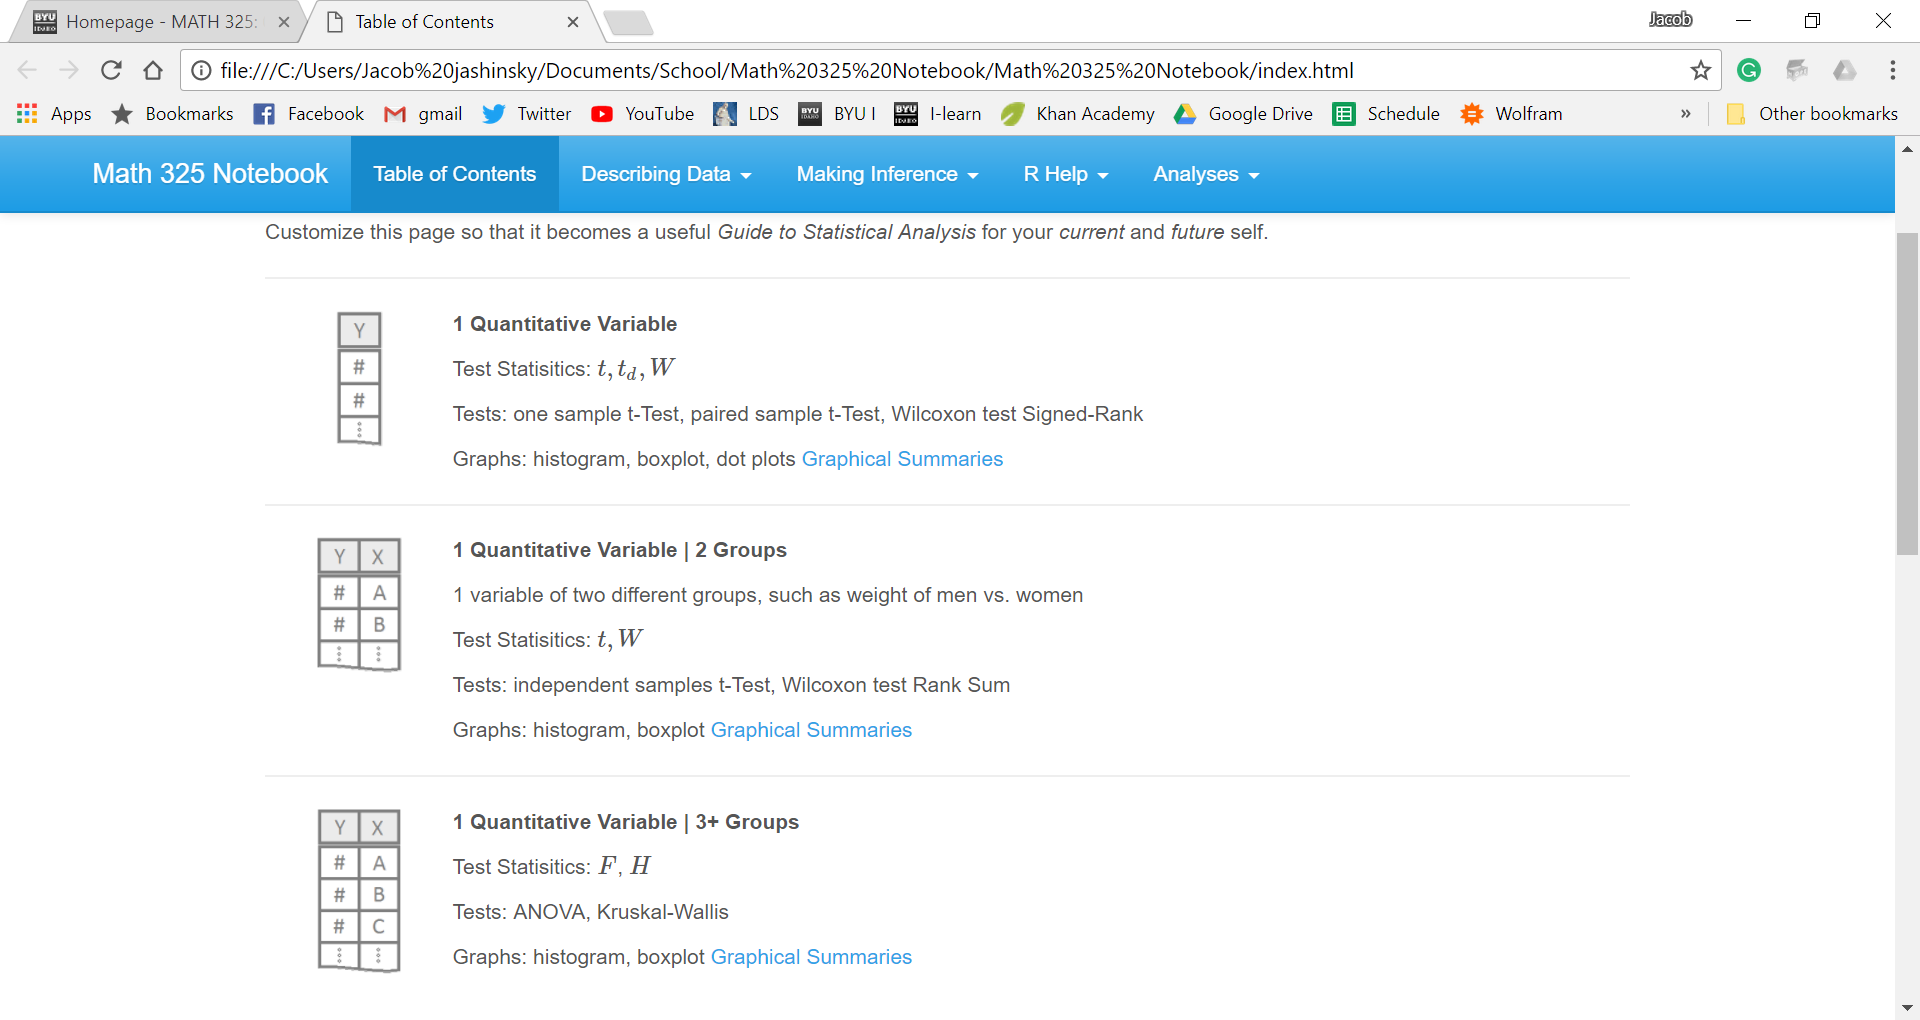 Homepage - MATH 325:
Table of Contents
Jacob
file:///C:/Users/Jacob%20jashinsky/Documents/School/Math%20325%20Notebook/Math%20325%20Notebook/index.html
Apps Bookmarks Facebook gmail Twitter YouTube LDS BYU I I-learn Khan Academy Google Drive Schedule Wolfram » Other bookmarks
Math 325 Notebook Table of Contents Describing Data Making Inference R Help Analyses
Customize this page so that it becomes a useful Guide to Statistical Analysis for your current and future self.
Y
#
#
⋮
1 Quantitative Variable
Test Statisitics: t, t_d, W
Tests: one sample t-Test, paired sample t-Test, Wilcoxon test Signed-Rank
Graphs: histogram, boxplot, dot plots Graphical Summaries
Y X
# A
# B
⋮ ⋮
1 Quantitative Variable | 2 Groups
1 variable of two different groups, such as weight of men vs. women
Test Statisitics: t, W
Tests: independent samples t-Test, Wilcoxon test Rank Sum
Graphs: histogram, boxplot Graphical Summaries
Y X
# A
# B
# C
⋮ ⋮
1 Quantitative Variable | 3+ Groups
Test Statisitics: F, H
Tests: ANOVA, Kruskal-Wallis
Graphs: histogram, boxplot Graphical Summaries